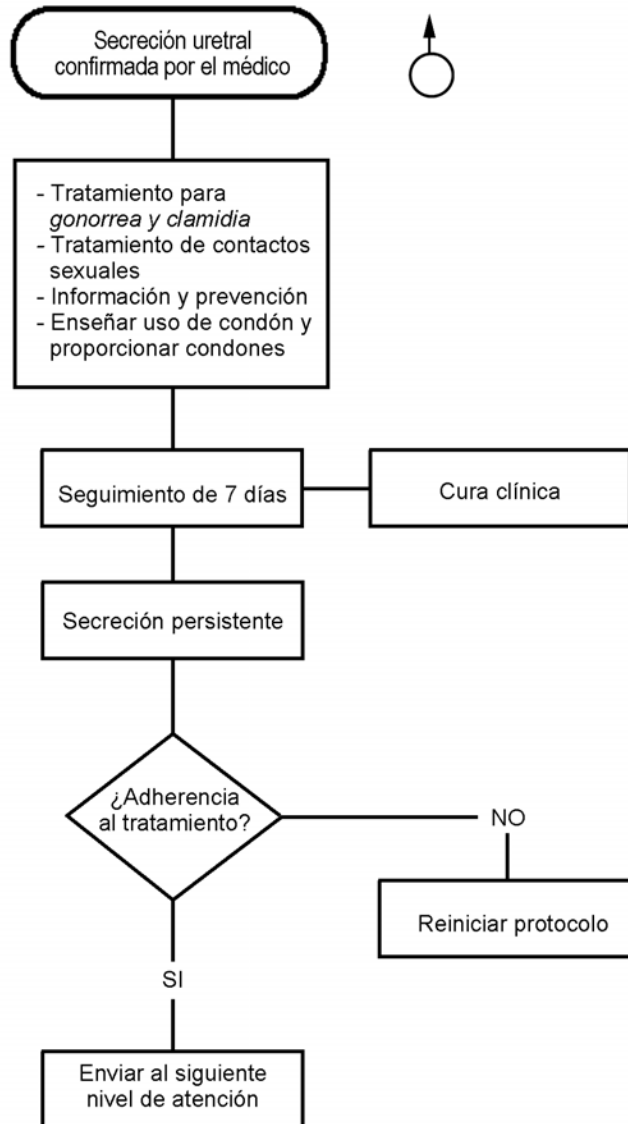 Secreción uretral
confirmada por el médico
- Tratamiento para
gonorrea y clamidia
- Tratamiento de contactos
sexuales
- Información y prevención
- Enseñar uso de condón y
proporcionar condones
Seguimiento de 7 días
Cura clínica
Secreción persistente
¿Adherencia
al tratamiento?
NO
Reiniciar protocolo
SI
Enviar al siguiente
nivel de atención